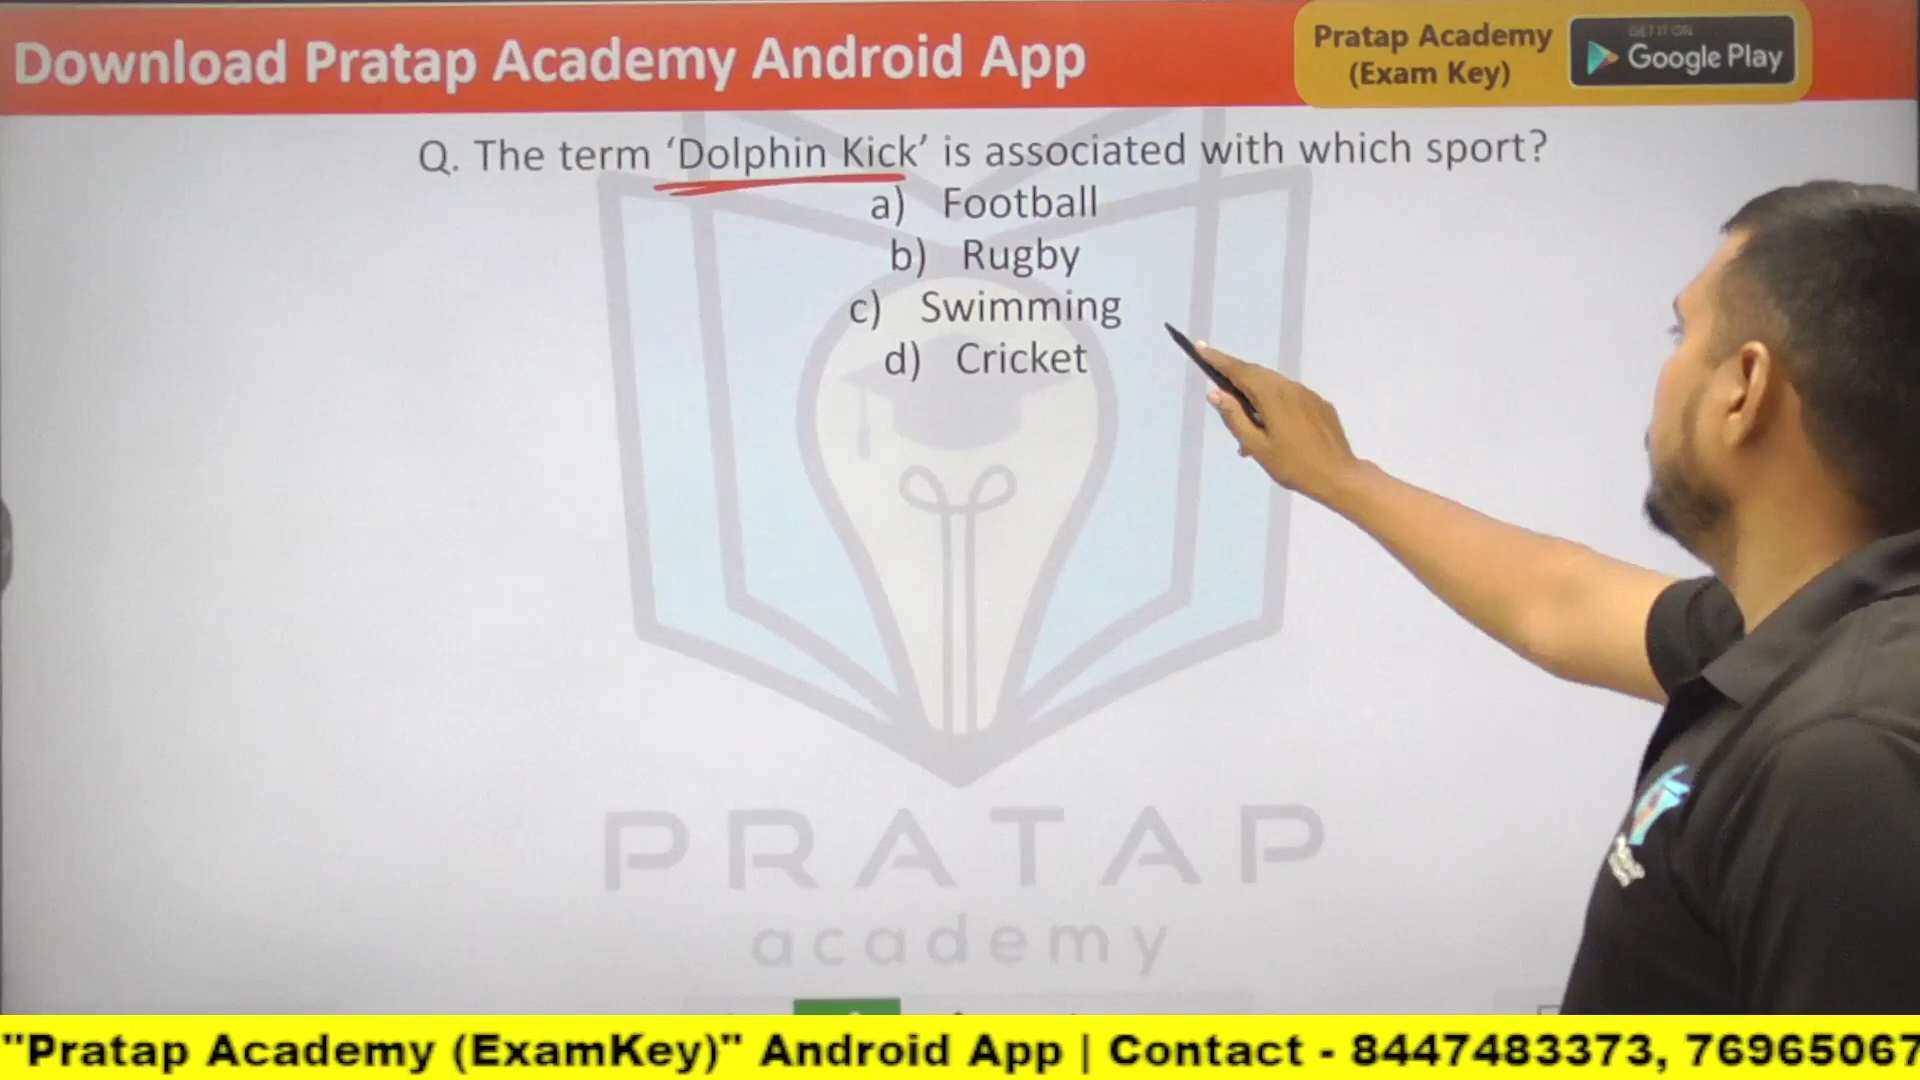 Download Pratap Academy Android App
Pratap Academy
(Exam Key)
GET IT ON
Google Play
Q. The term ‘Dolphin Kick’ is associated with which sport?
a) Football
b) Rugby
c) Swimming
d) Cricket
PRATAP
academy
"Pratap Academy (ExamKey)" Android App | Contact - 8447483373, 76965067